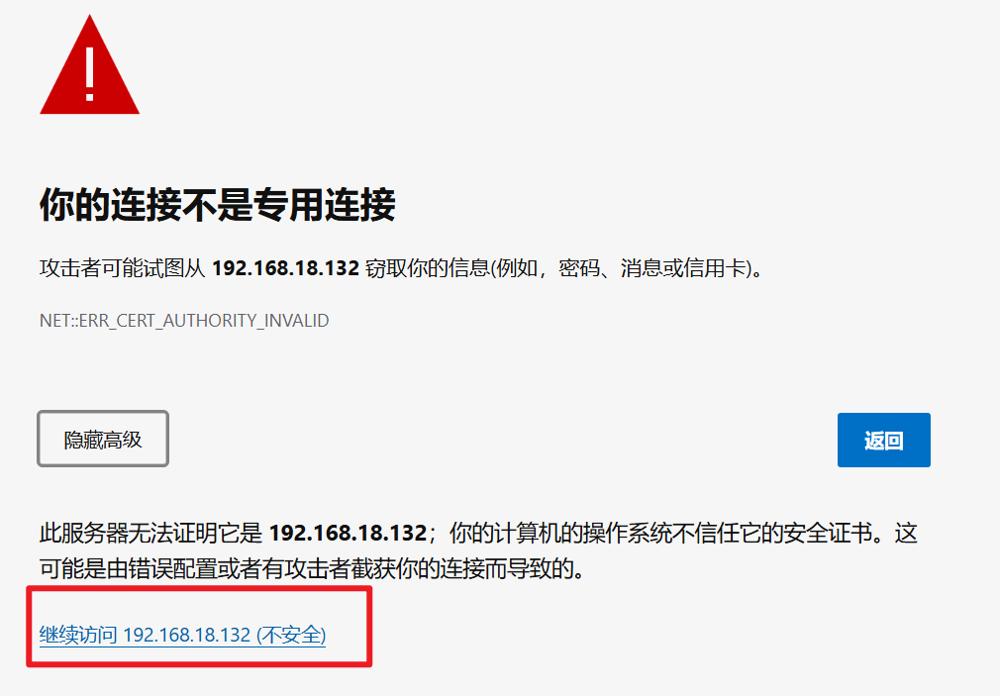 你的连接不是专用连接
攻击者可能试图从 192.168.18.132 窃取你的信息(例如，密码、消息或信用卡)。
NET::ERR_CERT_AUTHORITY_INVALID
隐藏高级
返回
此服务器无法证明它是 192.168.18.132；你的计算机的操作系统不信任它的安全证书。这
可能是由错误配置或者有攻击者截获你的连接而导致的。
继续访问 192.168.18.132 (不安全)